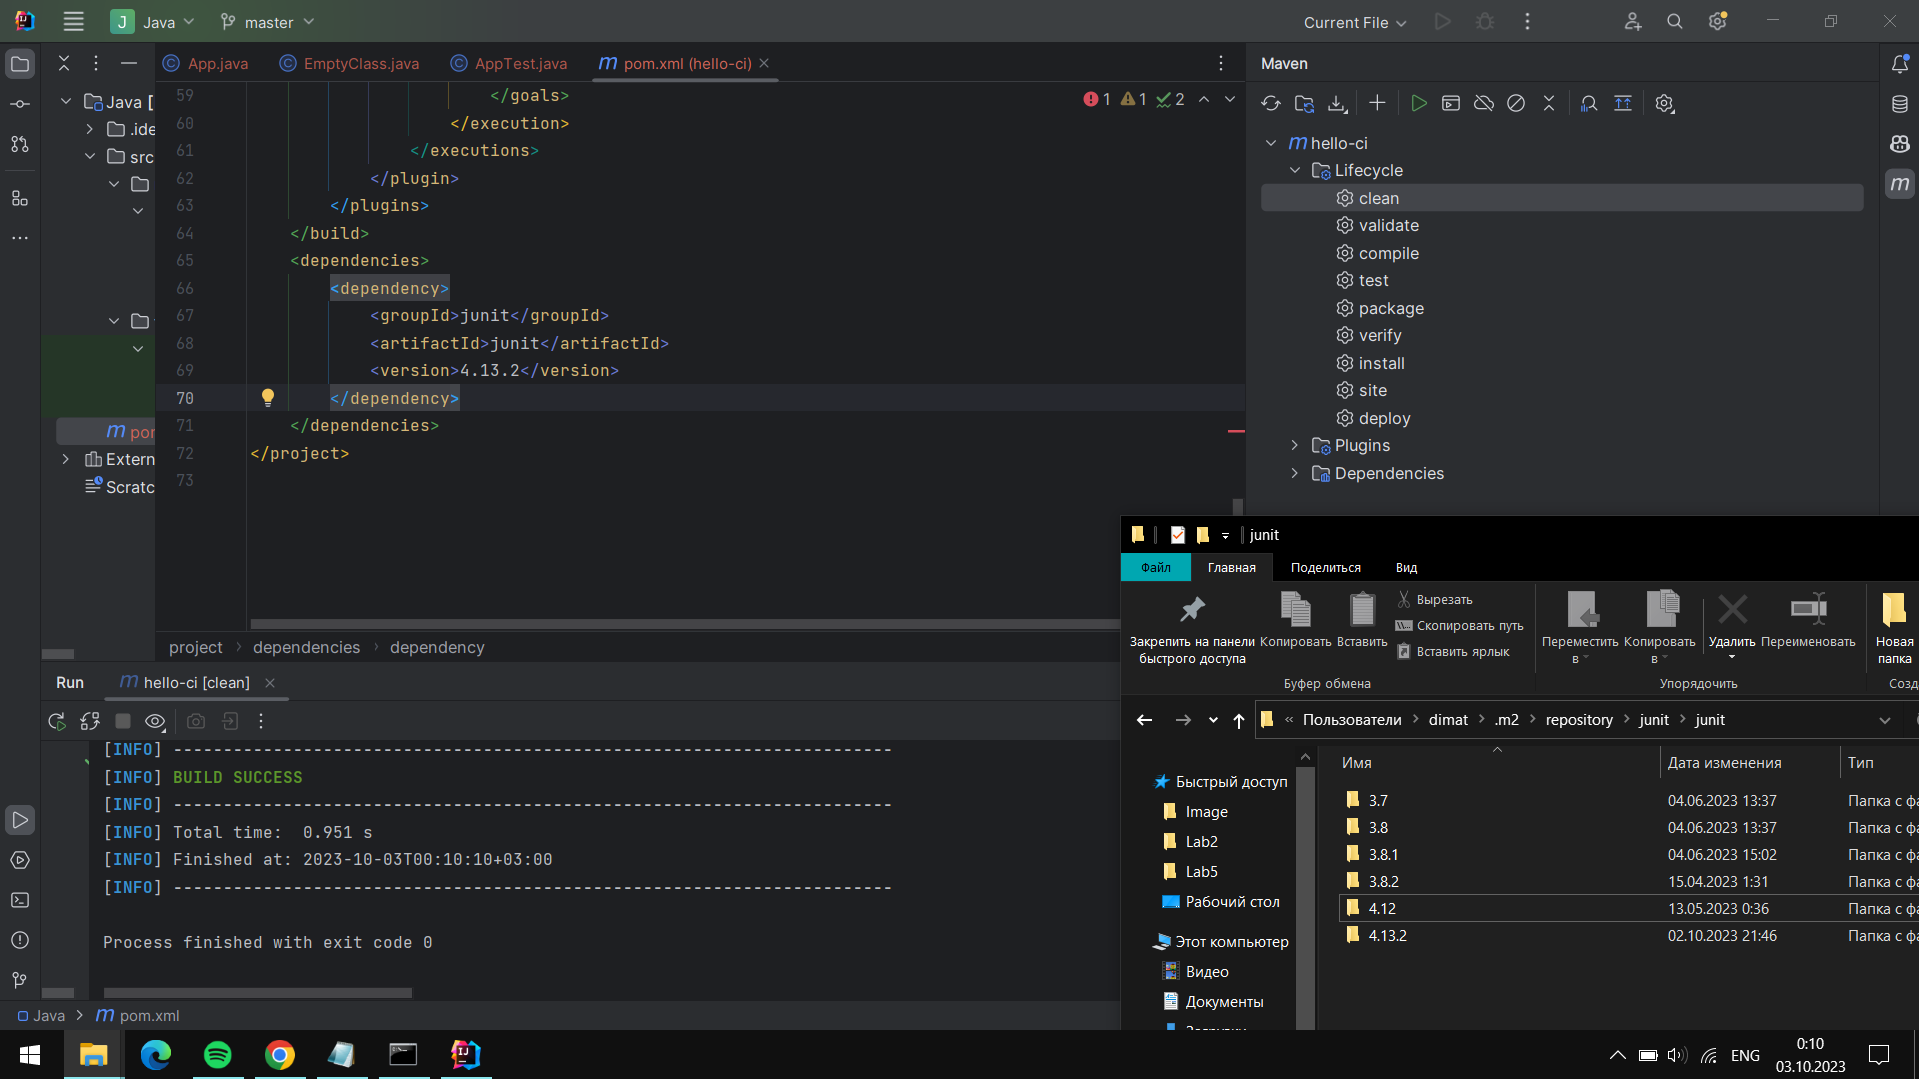 J Java master Current File
App.java EmptyClass.java AppTest.java m pom.xml (hello-ci)
Maven
Java [
.ide
src
por
Extern
Scratc
1 1 2
59 </goals>
60 </execution>
61 </executions>
62 </plugin>
63 </plugins>
64 </build>
65 <dependencies>
66 <dependency>
67 <groupId>junit</groupId>
68 <artifactId>junit</artifactId>
69 <version>4.13.2</version>
70 </dependency>
71 </dependencies>
72 </project>
73
project > dependencies > dependency
m hello-ci
Lifecycle
clean
validate
compile
test
package
verify
install
site
deploy
Plugins
Dependencies
Run m hello-ci [clean]
[INFO] ------------------------------------------------------------------------
[INFO] BUILD SUCCESS
[INFO] ------------------------------------------------------------------------
[INFO] Total time:  0.951 s
[INFO] Finished at: 2023-10-03T00:10:10+03:00
[INFO] ------------------------------------------------------------------------
Process finished with exit code 0
Java > m pom.xml
junit
Файл Главная Поделиться Вид
Закрепить на панели быстрого доступа
Копировать
Вставить
Вырезать
Скопировать путь
Вставить ярлык
Буфер обмена
Переместить в
Копировать в
Удалить
Переименовать
Упорядочить
Новая папка
Созд
« Пользователи > dimat > .m2 > repository > junit > junit
Быстрый доступ
Image
Lab2
Lab5
Рабочий стол
Этот компьютер
Видео
Документы
Имя Дата изменения Тип
3.7 04.06.2023 13:37 Папка с фа
3.8 04.06.2023 13:37 Папка с фа
3.8.1 04.06.2023 15:02 Папка с фа
3.8.2 15.04.2023 1:31 Папка с фа
4.12 13.05.2023 0:36 Папка с фа
4.13.2 02.10.2023 21:46 Папка с фа
ENG
0:10
03.10.2023